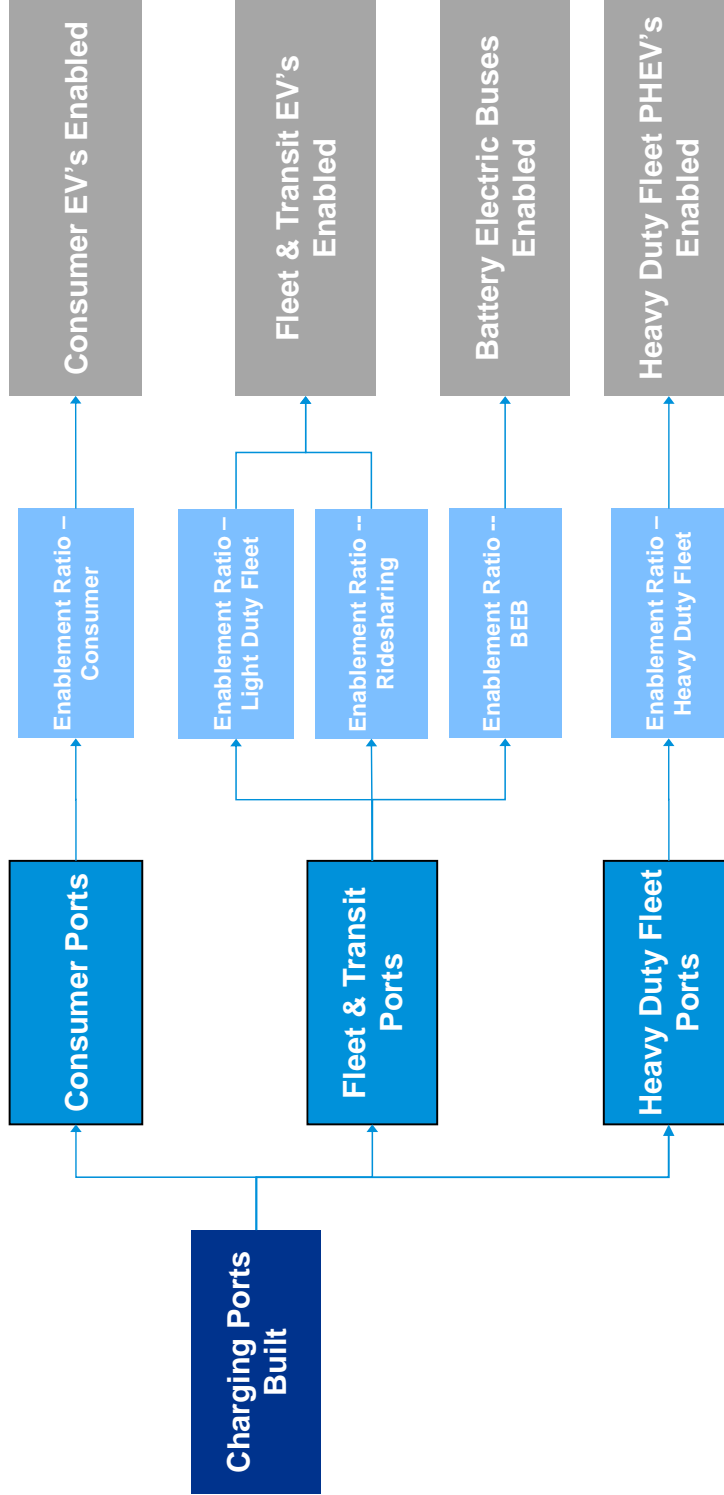 Charging Ports
Built
Consumer Ports
Fleet & Transit
Ports
Heavy Duty Fleet
Ports
Enablement Ratio –
Consumer
Enablement Ratio –
Light Duty Fleet
Enablement Ratio --
Ridesharing
Enablement Ratio --
BEB
Enablement Ratio –
Heavy Duty Fleet
Consumer EV’s Enabled
Fleet & Transit EV’s
Enabled
Battery Electric Buses
Enabled
Heavy Duty Fleet PHEV’s
Enabled